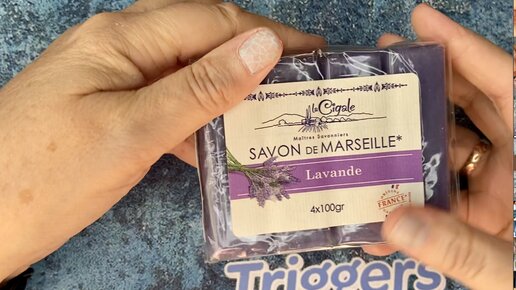 la Cigale
Maîtres Savonniers
SAVON DE MARSEILLE*
Lavande
4x100gr
FRANCE
Triggers